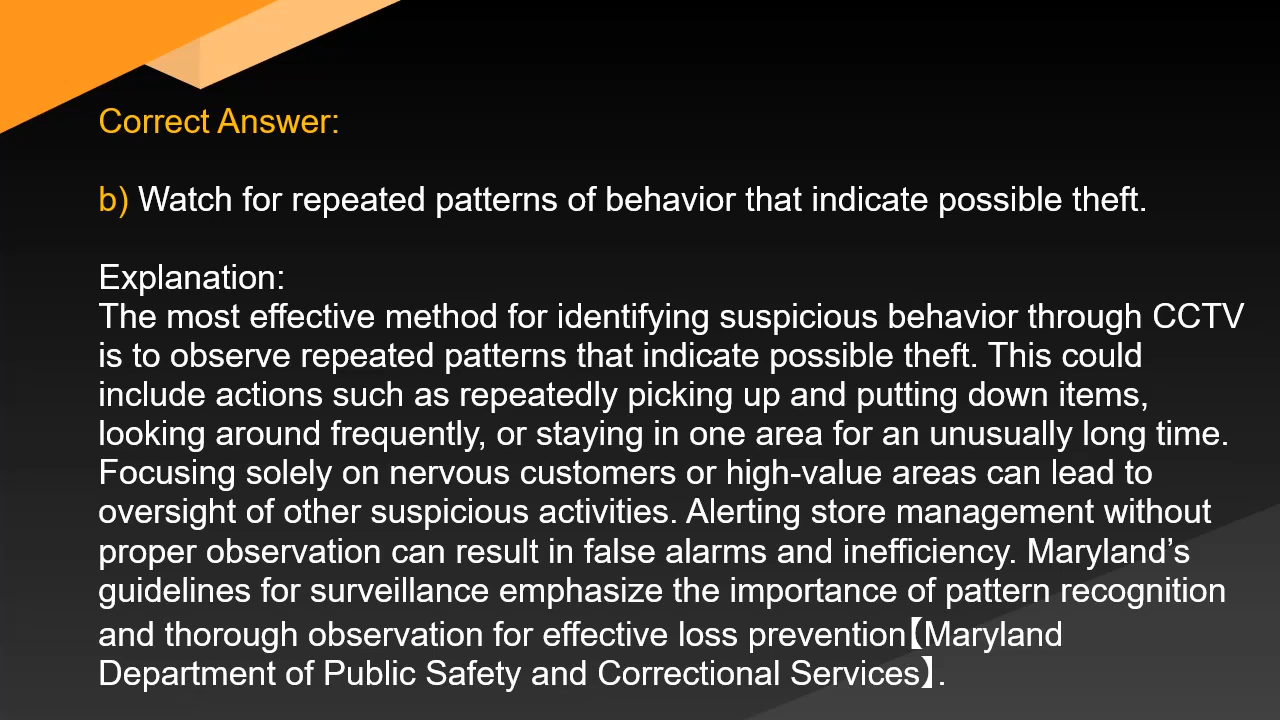 Correct Answer:
b) Watch for repeated patterns of behavior that indicate possible theft.
Explanation:
The most effective method for identifying suspicious behavior through CCTV
is to observe repeated patterns that indicate possible theft. This could
include actions such as repeatedly picking up and putting down items,
looking around frequently, or staying in one area for an unusually long time.
Focusing solely on nervous customers or high-value areas can lead to
oversight of other suspicious activities. Alerting store management without
proper observation can result in false alarms and inefficiency. Maryland’s
guidelines for surveillance emphasize the importance of pattern recognition
and thorough observation for effective loss prevention【Maryland
Department of Public Safety and Correctional Services】.